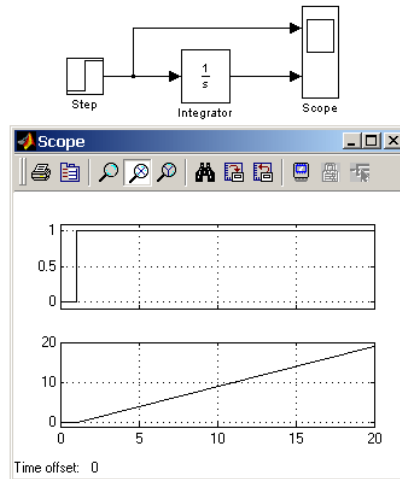 1
s
Step
Integrator
Scope
Scope
1
0.5
0
20
10
0
0 5 10 15 20
Time offset: 0